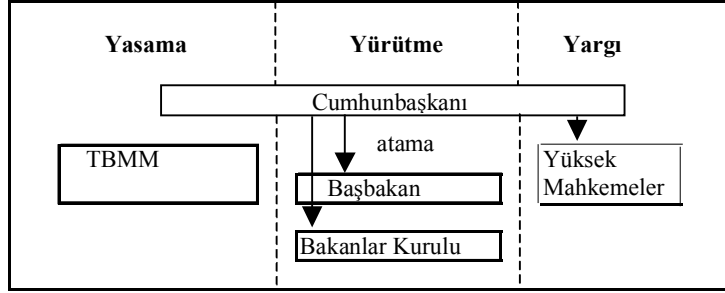 Yasama
Yürütme
Yargı
Cumhunbaşkanı
atama
TBMM
Başbakan
Yüksek
Mahkemeler
Bakanlar Kurulu